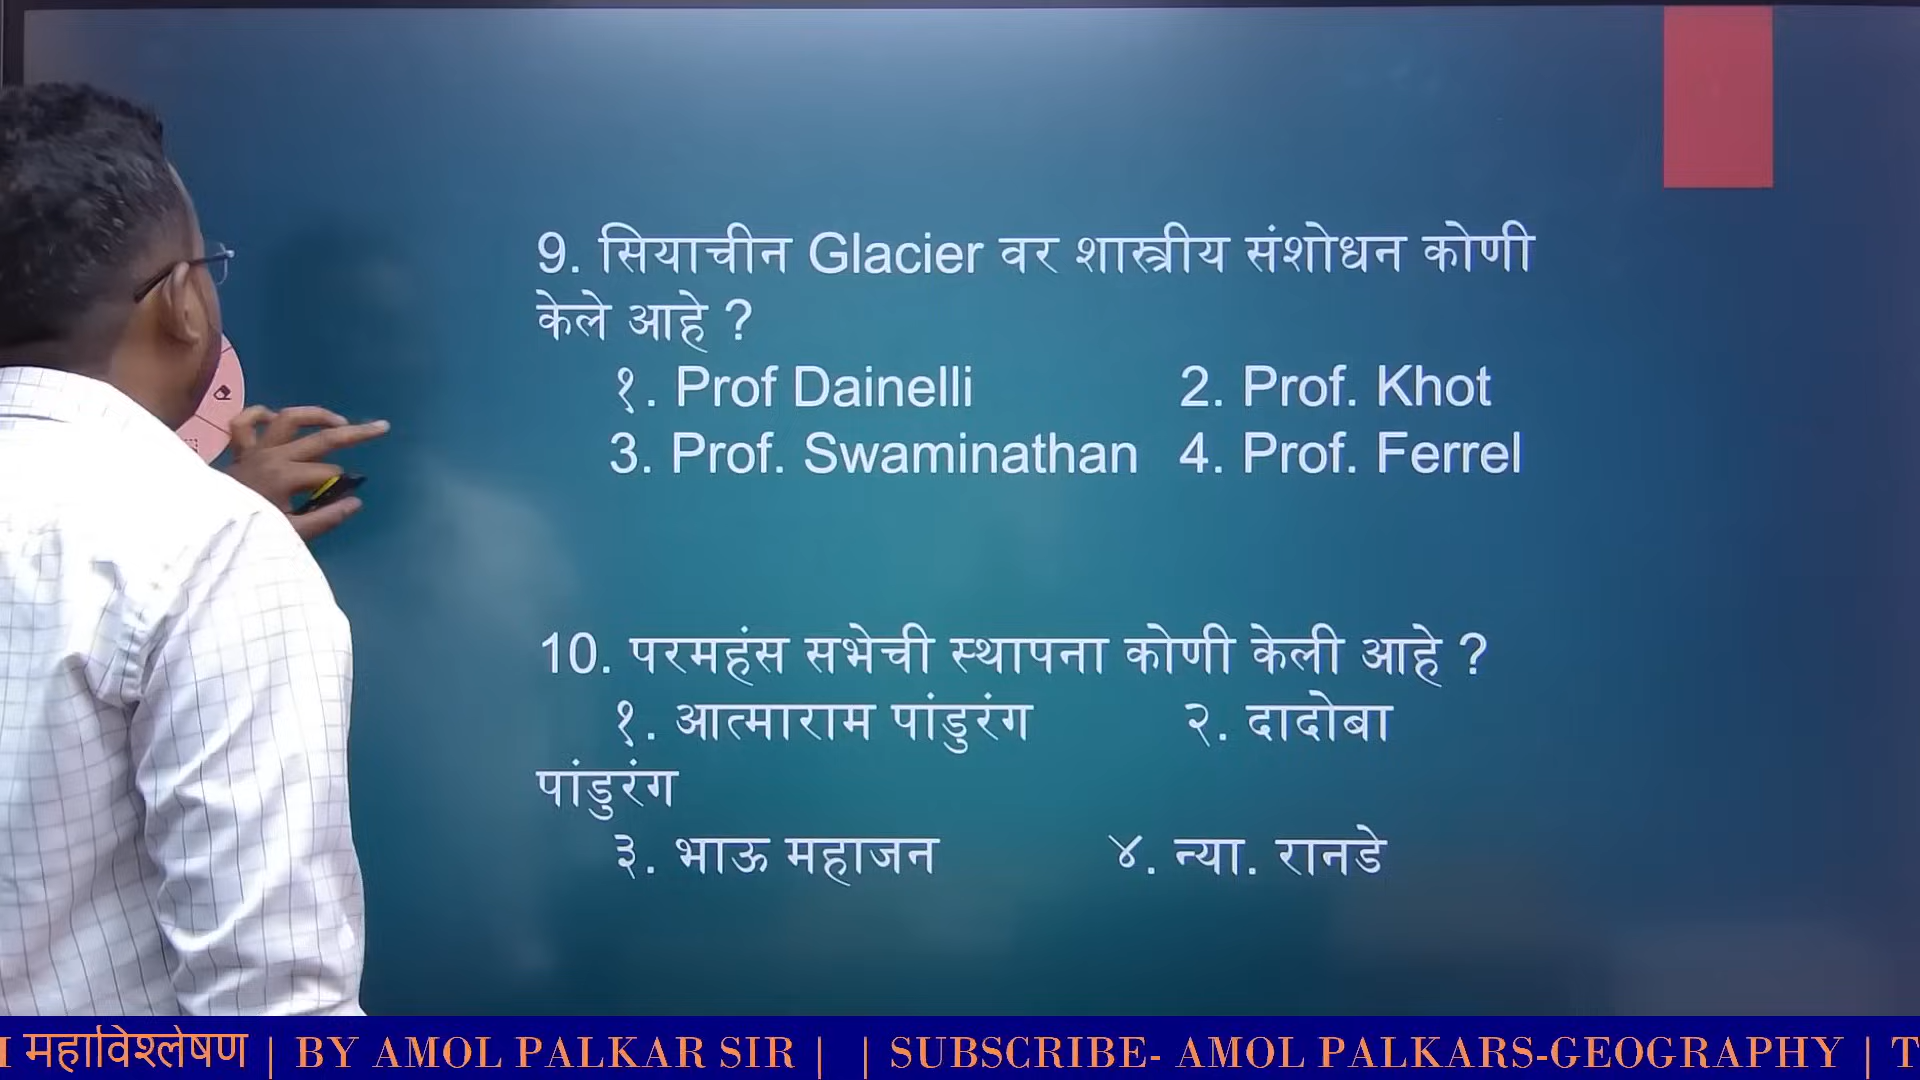 9. सियाचीन Glacier वर शास्त्रीय संशोधन कोणी
केले आहे ?
१. Prof Dainelli 2. Prof. Khot
3. Prof. Swaminathan 4. Prof. Ferrel
10. परमहंस सभेची स्थापना कोणी केली आहे ?
१. आत्माराम पांडुरंग २. दादोबा
पांडुरंग
३. भाऊ महाजन ४. न्या. रानडे
महाविश्लेषण | BY AMOL PALKAR SIR | | SUBSCRIBE- AMOL PALKARS-GEOGRAPHY |